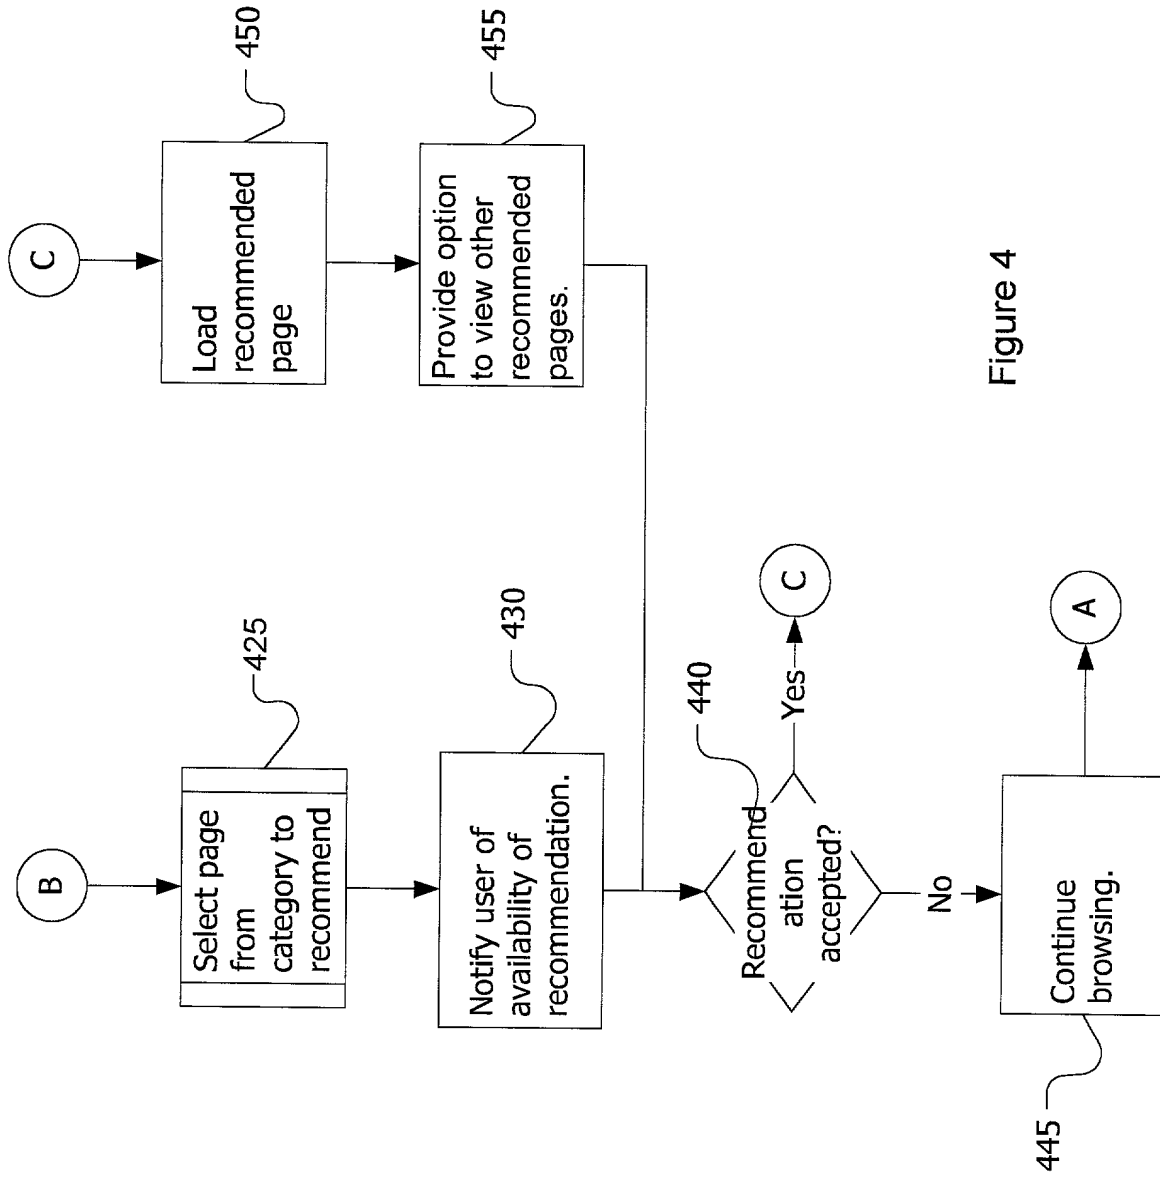 B
Select page
from
category to
recommend
425
Notify user of
availability of
recommendation.
430
Recommend
ation
accepted?
440
Yes
C
No
Continue
browsing.
445
A
C
Load
recommended
page
450
Provide option
to view other
recommended
pages.
455
Figure 4